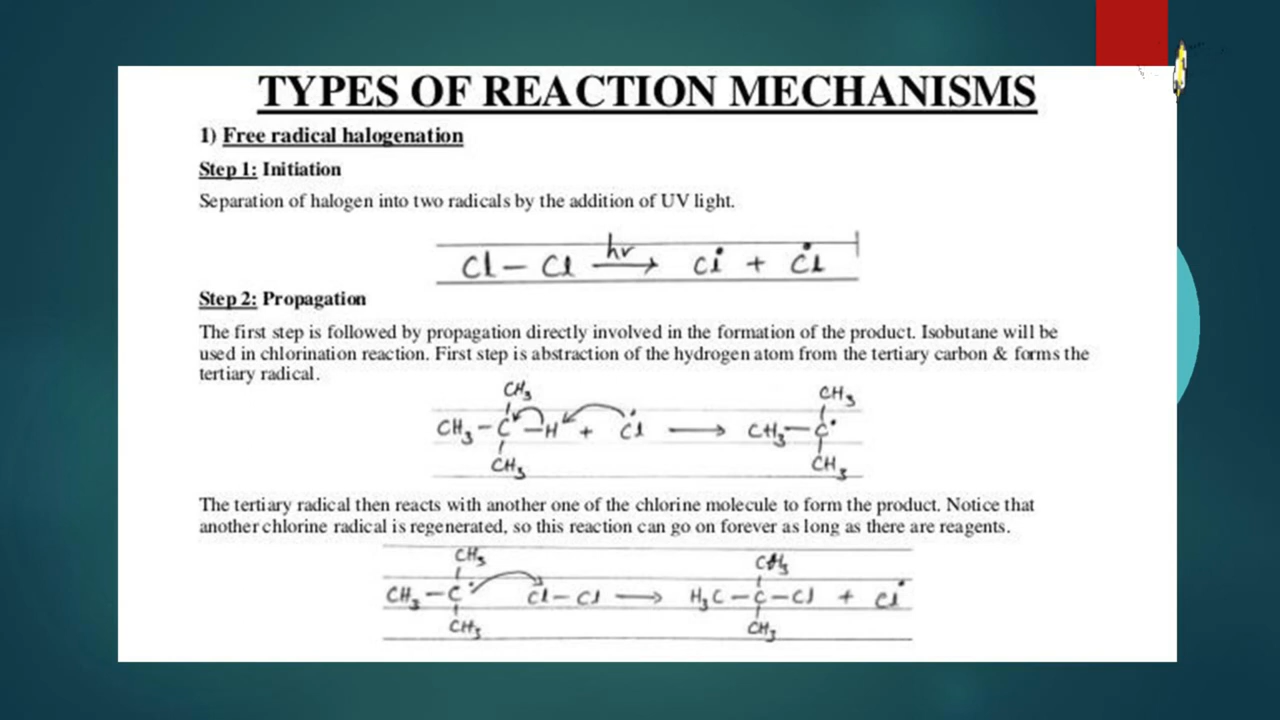 TYPES OF REACTION MECHANISMS
1) Free radical halogenation
Step 1: Initiation
Separation of halogen into two radicals by the addition of UV light.
Cl – Cl hv → Cl• + Cl•
Step 2: Propagation
The first step is followed by propagation directly involved in the formation of the product. Isobutane will be
used in chlorination reaction. First step is abstraction of the hydrogen atom from the tertiary carbon & forms the
tertiary radical.
CH₃ CH₃
CH₃ – C – H + Cl• → CH₃ – C•
CH₃ CH₃
The tertiary radical then reacts with another one of the chlorine molecule to form the product. Notice that
another chlorine radical is regenerated, so this reaction can go on forever as long as there are reagents.
CH₃ CH₃
CH₃ – C• Cl – Cl → H₃C – C – Cl + Cl•
CH₃ CH₃